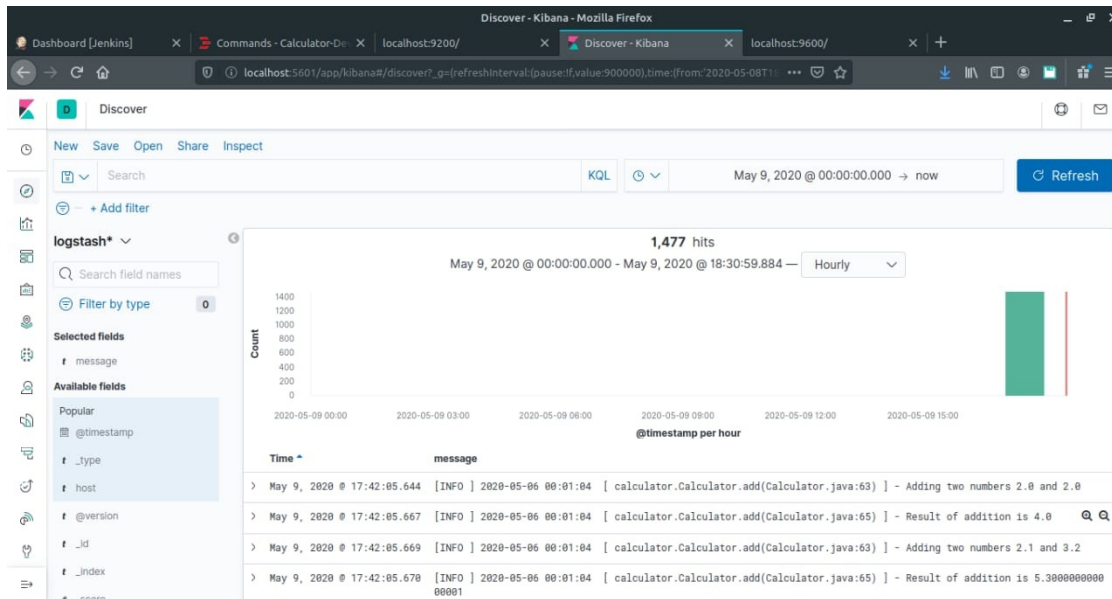 Discover - Kibana - Mozilla Firefox
Dashboard [Jenkins]
Commands - Calculator-De
localhost:9200/
Discover - Kibana
localhost:9600/
localhost:5601/app/kibana#/discover?_g=(refreshInterval:(pause:!f,value:900000),time:(from:'2020-05-08T1
D Discover
New Save Open Share Inspect
Search KQL May 9, 2020 @ 00:00:00.000 → now Refresh
+ Add filter
logstash*
Search field names
Filter by type 0
Selected fields
t message
Available fields
Popular
@timestamp
t _type
t host
t @version
t _id
t _index
1,477 hits
May 9, 2020 @ 00:00:00.000 - May 9, 2020 @ 18:30:59.884 — Hourly
Count
1400
1200
1000
800
600
400
200
0
2020-05-09 00:00 2020-05-09 03:00 2020-05-09 06:00 2020-05-09 09:00 2020-05-09 12:00 2020-05-09 15:00
@timestamp per hour
Time message
May 9, 2020 @ 17:42:05.644 [INFO ] 2020-05-06 00:01:04 [ calculator.Calculator.add(Calculator.java:63) ] - Adding two numbers 2.0 and 2.0
May 9, 2020 @ 17:42:05.667 [INFO ] 2020-05-06 00:01:04 [ calculator.Calculator.add(Calculator.java:65) ] - Result of addition is 4.0
May 9, 2020 @ 17:42:05.669 [INFO ] 2020-05-06 00:01:04 [ calculator.Calculator.add(Calculator.java:63) ] - Adding two numbers 2.1 and 3.2
May 9, 2020 @ 17:42:05.670 [INFO ] 2020-05-06 00:01:04 [ calculator.Calculator.add(Calculator.java:65) ] - Result of addition is 5.3000000000
00001